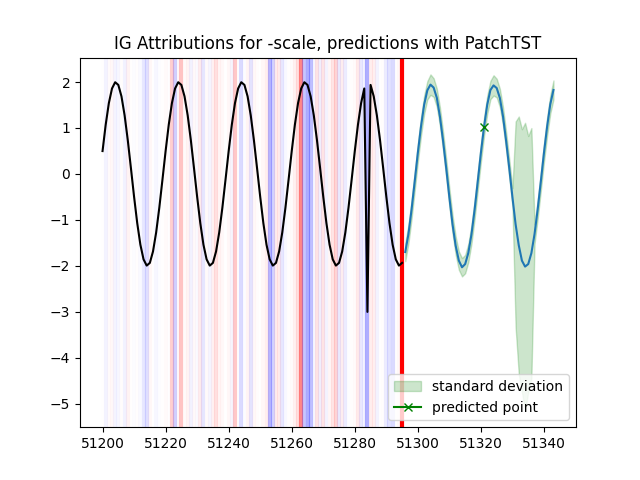 IG Attributions for -scale, predictions with PatchTST
2
1
0
−1
−2
−3
−4
−5
standard deviation
predicted point
51200 51220 51240 51260 51280 51300 51320 51340